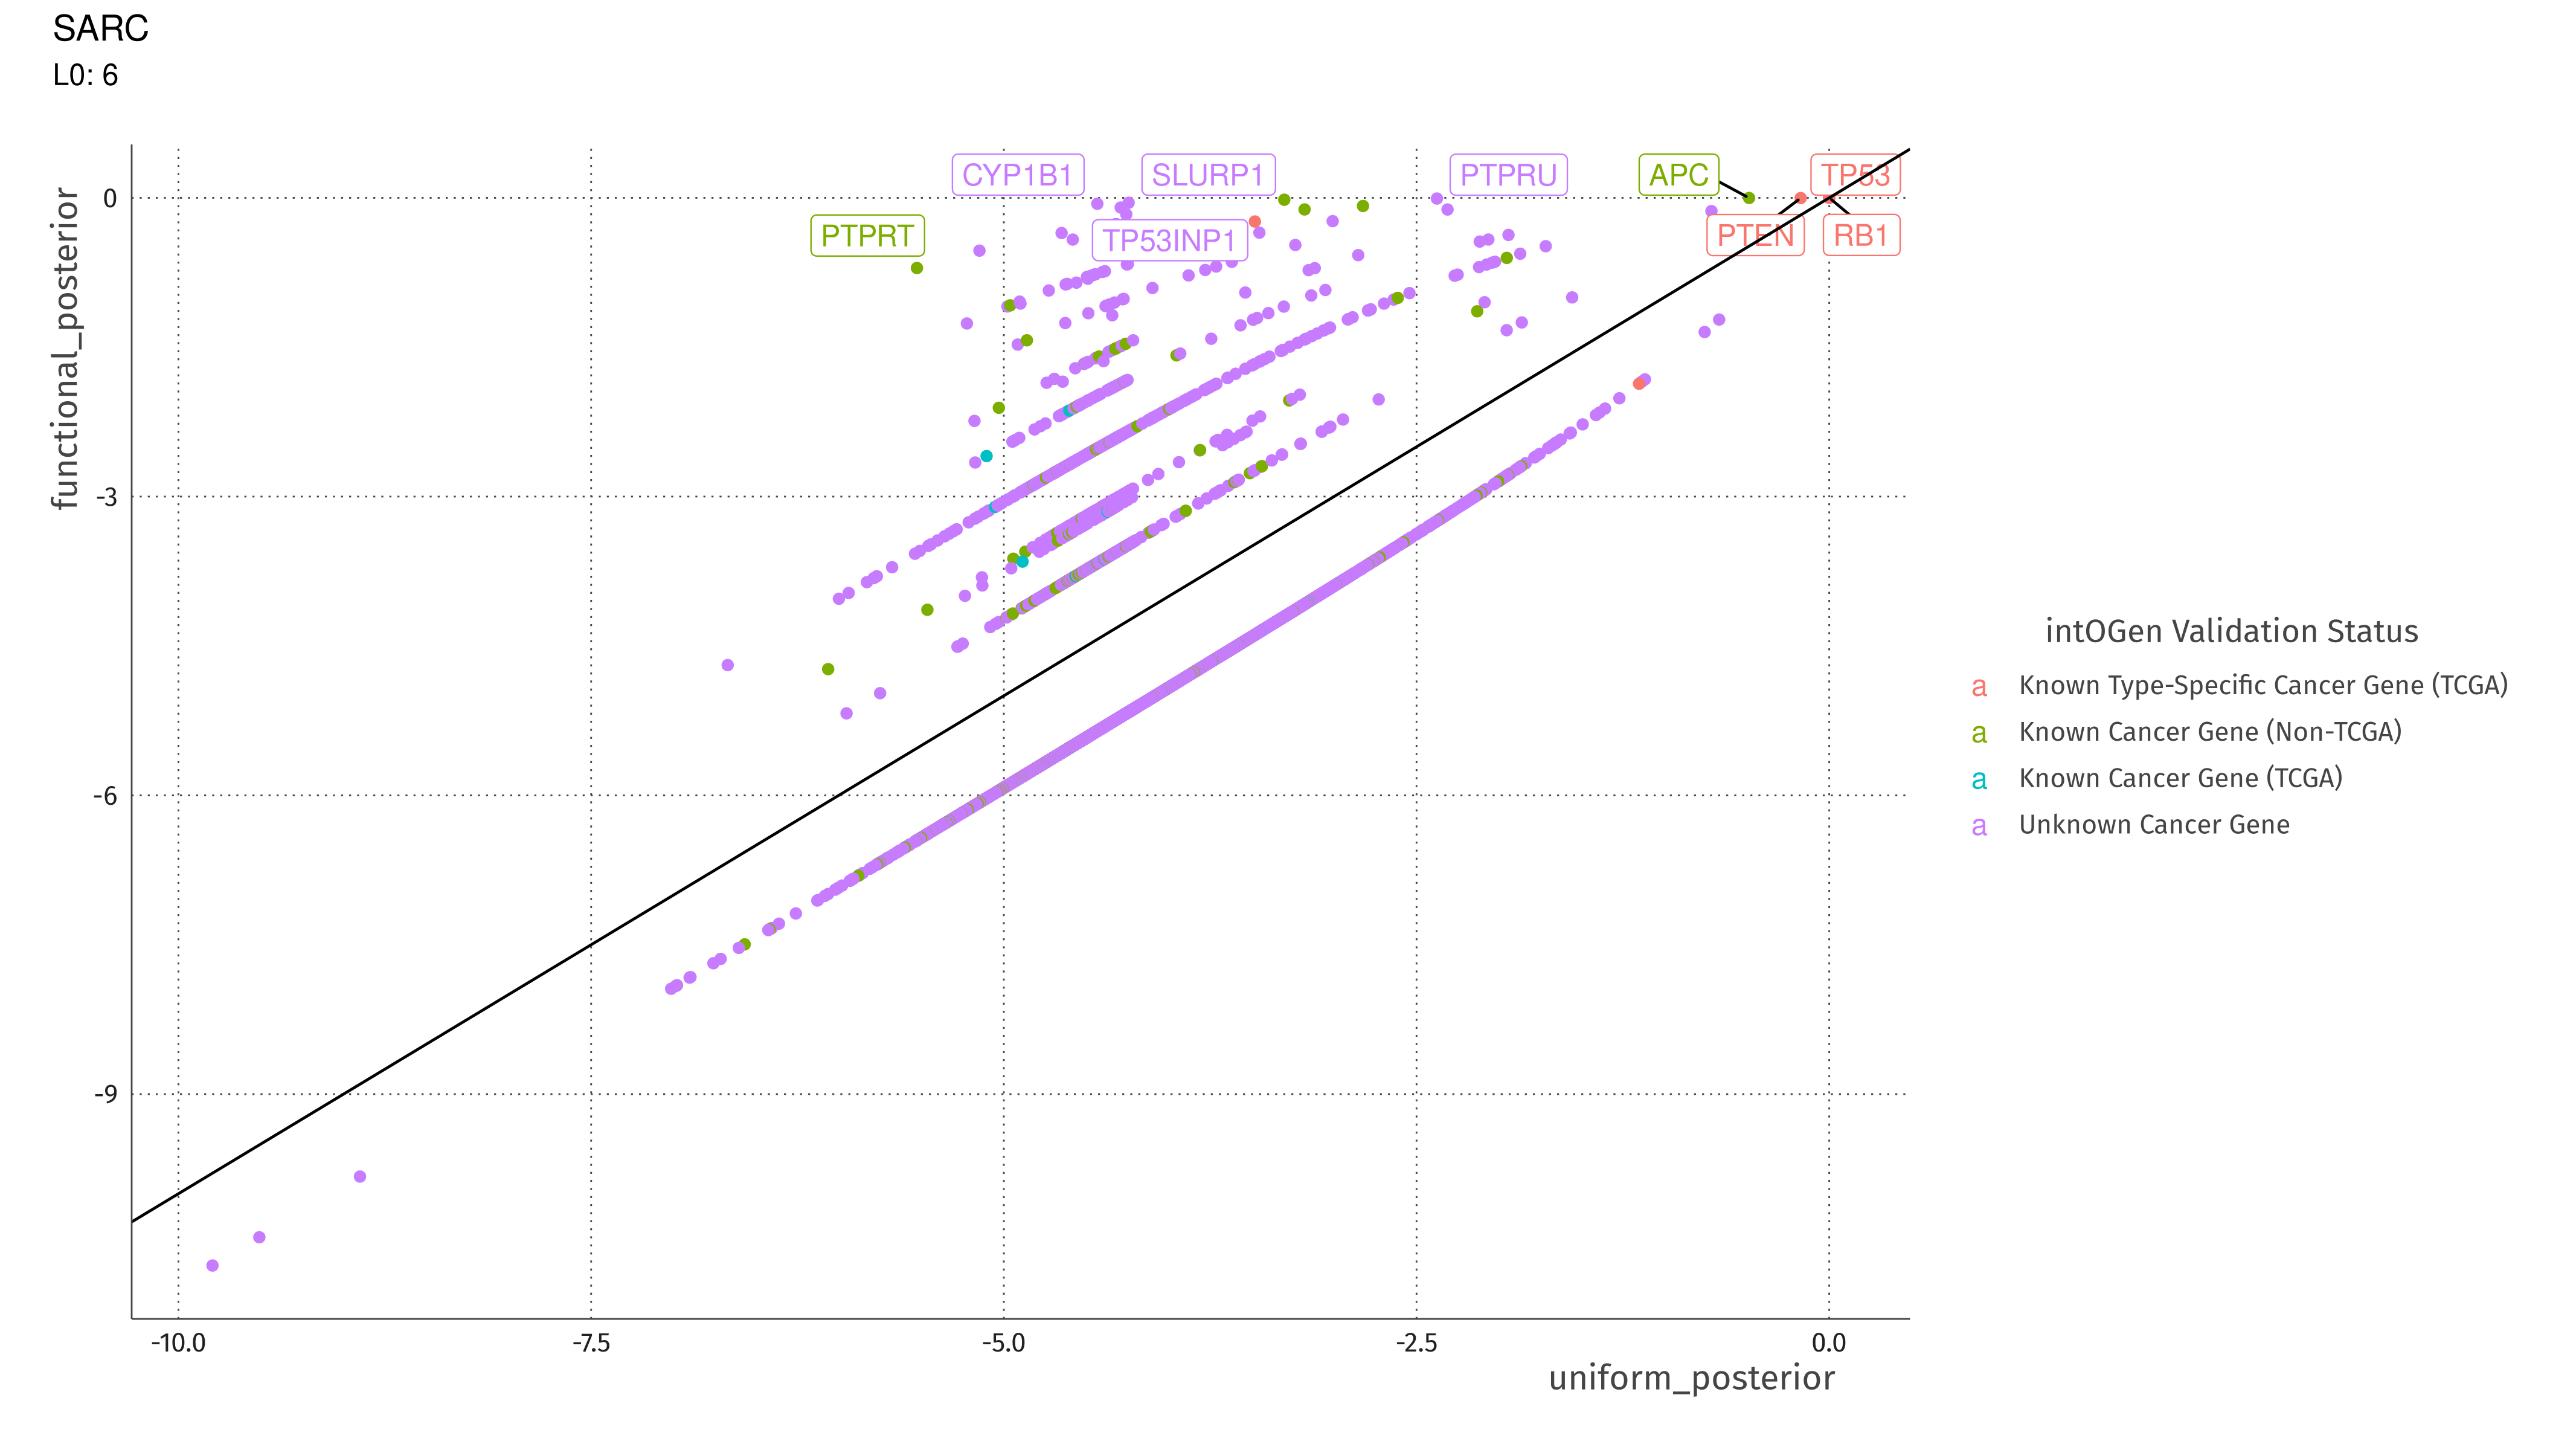 SARC
L0: 6
functional_posterior
0
-3
-6
-9
CYP1B1
SLURP1
PTPRU
APC
TP53
PTPRT
TP53INP1
PTEN
RB1
-10.0
-7.5
-5.0
-2.5
0.0
uniform_posterior
intOGen Validation Status
a Known Type-Specific Cancer Gene (TCGA)
a Known Cancer Gene (Non-TCGA)
a Known Cancer Gene (TCGA)
a Unknown Cancer Gene